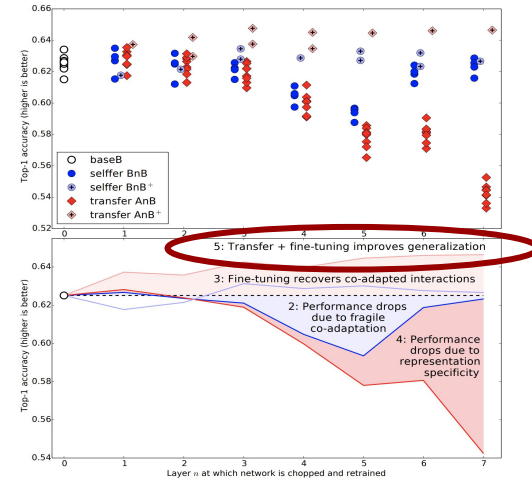 0.66
0.64
0.62
0.60
0.58
0.56
0.54
0.52
Top-1 accuracy (higher is better)
baseB
selffer BnB
selffer BnB+
transfer AnB
transfer AnB+
0 1 2 3 4 5 6 7
5: Transfer + fine-tuning improves generalization
3: Fine-tuning recovers co-adapted interactions
2: Performance drops
due to fragile
co-adaptation
4: Performance
drops due to
representation
specificity
0.64
0.62
0.60
0.58
0.56
0.54
Top-1 accuracy (higher is better)
0 1 2 3 4 5 6 7
Layer n at which network is chopped and retrained